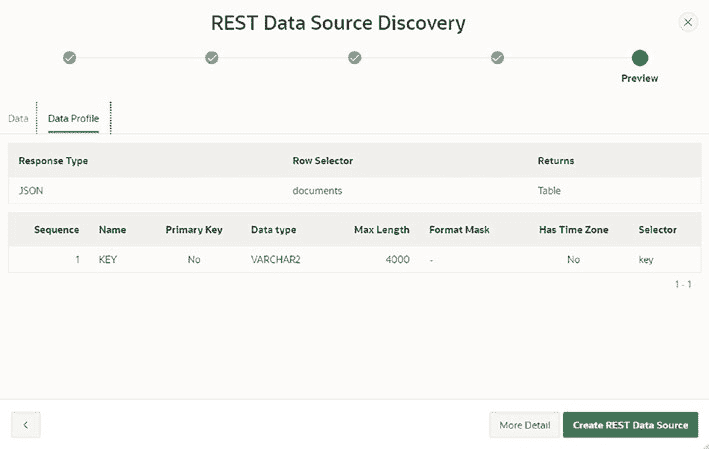 REST Data Source Discovery
Preview
Data Data Profile
Response Type Row Selector Returns
JSON documents Table
Sequence Name Primary Key Data type Max Length Format Mask Has Time Zone Selector
1 KEY No VARCHAR2 4000 - No key
1 - 1
More Detail Create REST Data Source